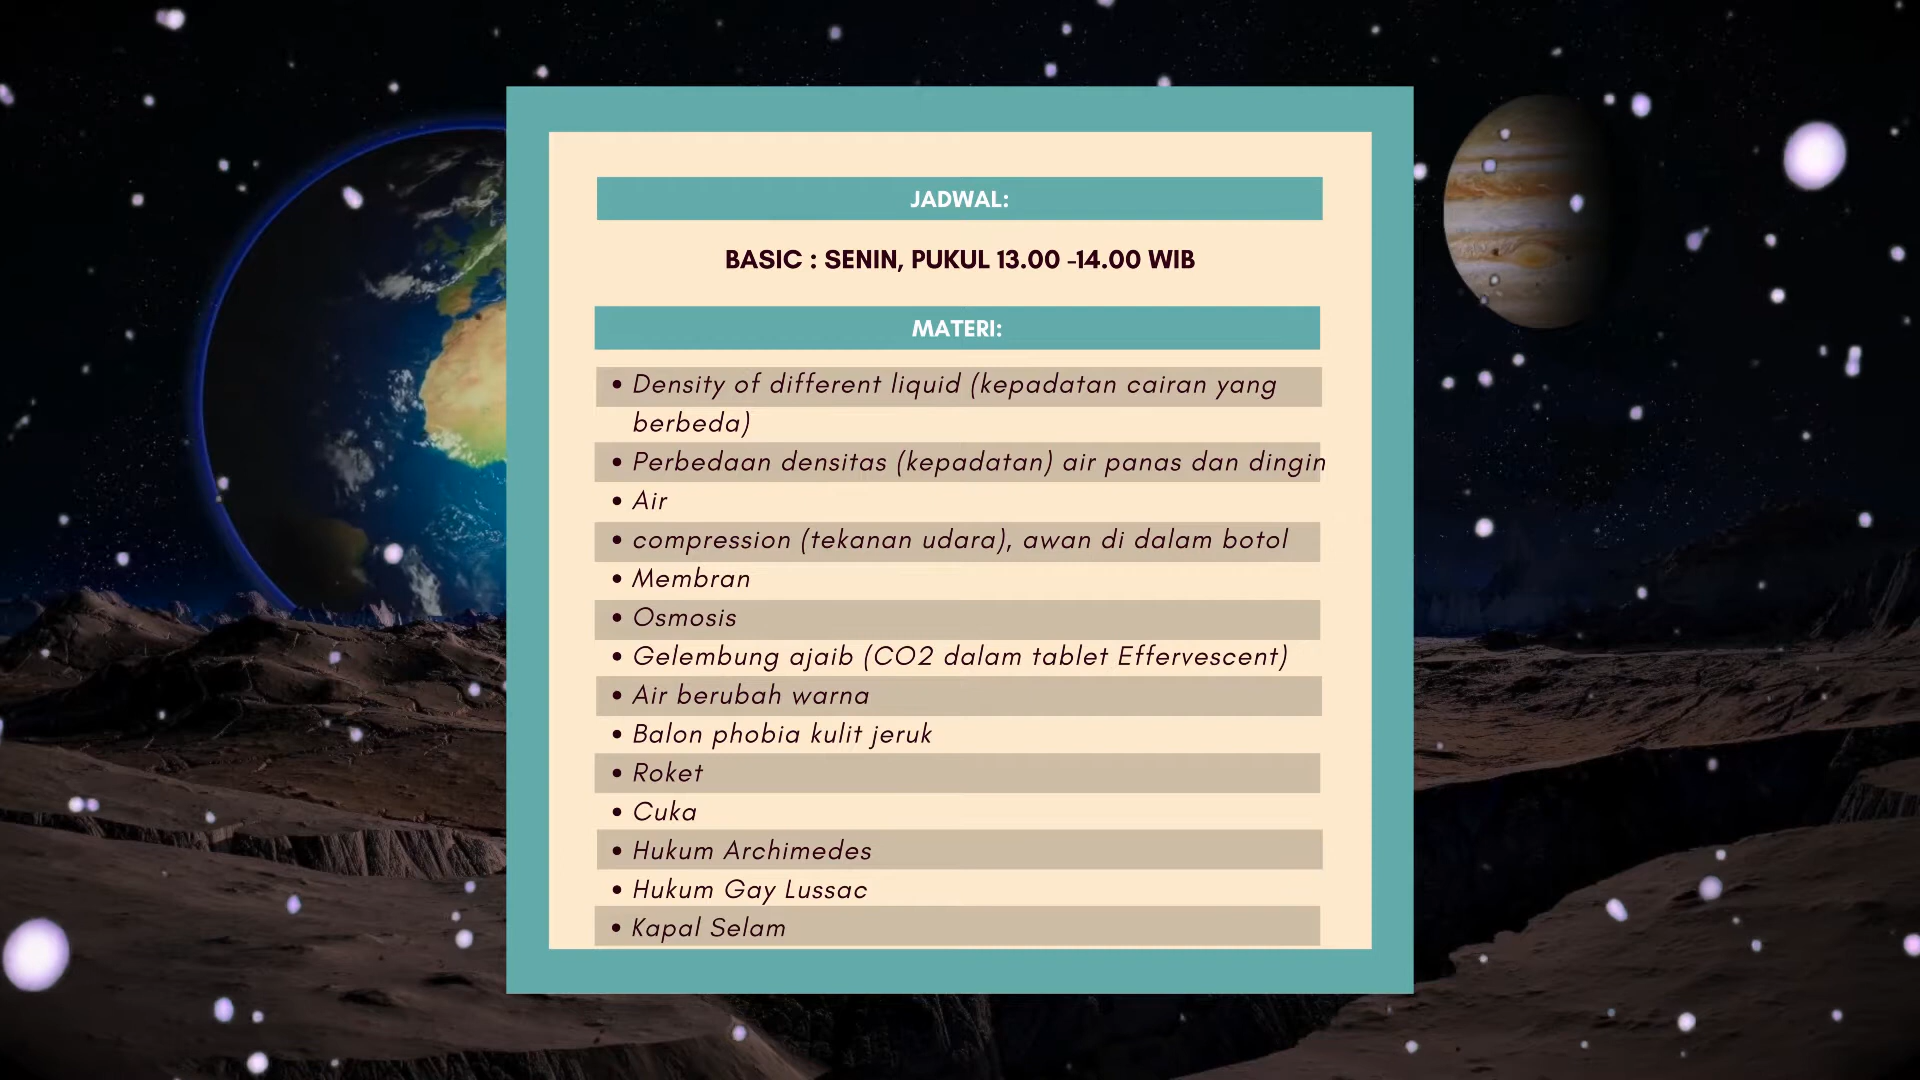 JADWAL:
BASIC : SENIN, PUKUL 13.00 -14.00 WIB
MATERI:
• Density of different liquid (kepadatan cairan yang
berbeda)
• Perbedaan densitas (kepadatan) air panas dan dingin
• Air
• compression (tekanan udara), awan di dalam botol
• Membran
• Osmosis
• Gelembung ajaib (CO2 dalam tablet Effervescent)
• Air berubah warna
• Balon phobia kulit jeruk
• Roket
• Cuka
• Hukum Archimedes
• Hukum Gay Lussac
• Kapal Selam